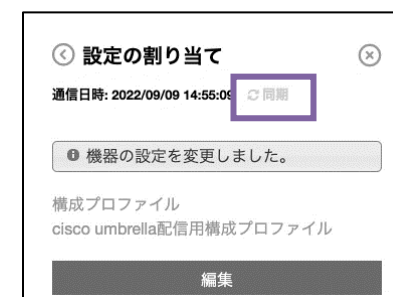 設定の割り当て
通信日時: 2022/09/09 14:55:09 同期
機器の設定を変更しました。
構成プロファイル
cisco umbrella配信用構成プロファイル
編集